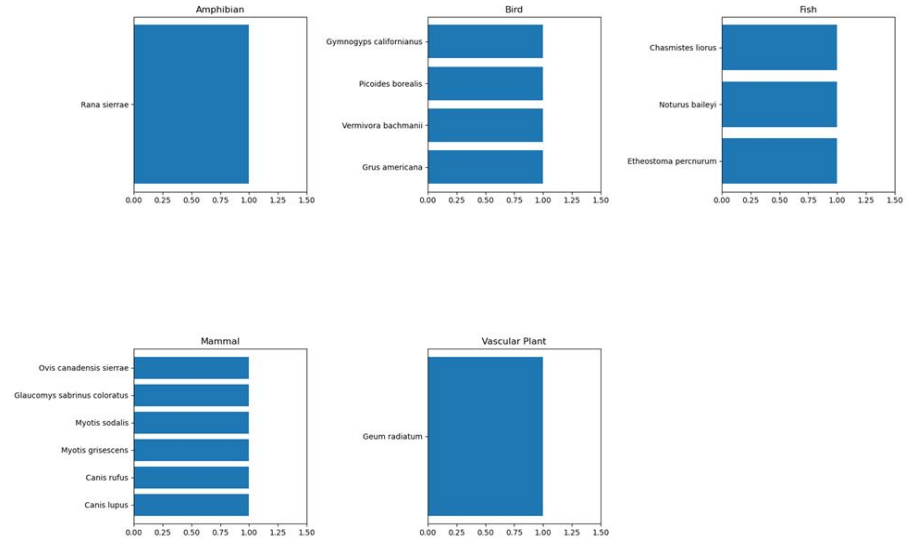 Amphibian
Rana sierrae
0.00 0.25 0.50 0.75 1.00 1.25 1.50
Bird
Gymnogyps californianus
Picoides borealis
Vermivora bachmanii
Grus americana
0.00 0.25 0.50 0.75 1.00 1.25 1.50
Fish
Chasmistes liorus
Noturus baileyi
Etheostoma percnurum
0.00 0.25 0.50 0.75 1.00 1.25 1.50
Mammal
Ovis canadensis sierrae
Glaucomys sabrinus coloratus
Myotis sodalis
Myotis grisescens
Canis rufus
Canis lupus
0.00 0.25 0.50 0.75 1.00 1.25 1.50
Vascular Plant
Geum radiatum
0.00 0.25 0.50 0.75 1.00 1.25 1.50